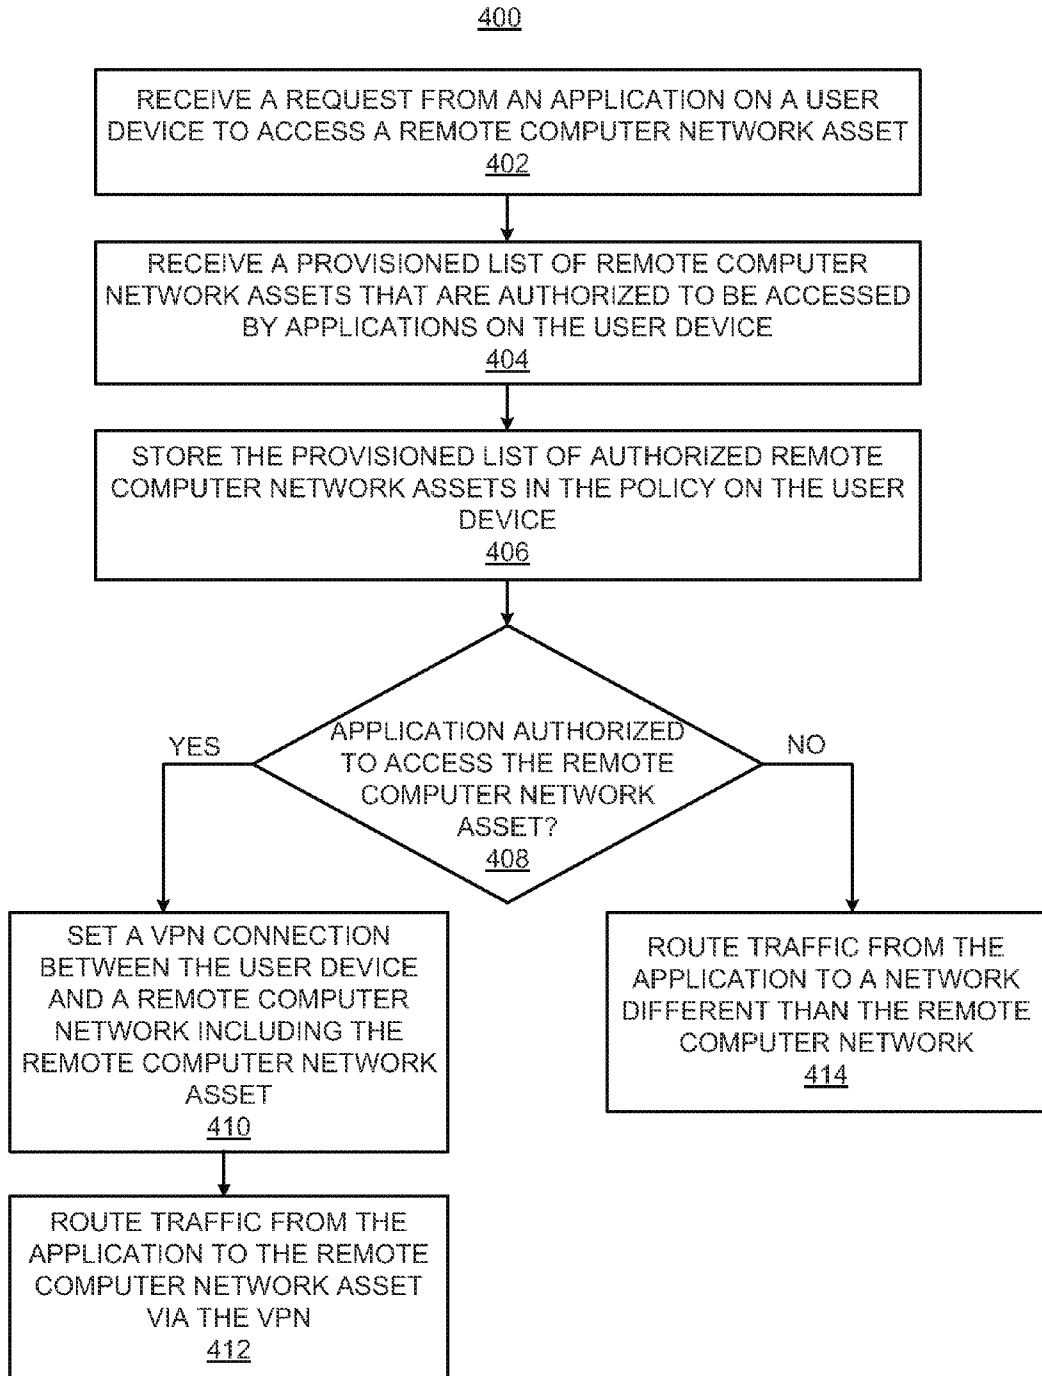 400
RECEIVE A REQUEST FROM AN APPLICATION ON A USER
DEVICE TO ACCESS A REMOTE COMPUTER NETWORK ASSET
402
RECEIVE A PROVISIONED LIST OF REMOTE COMPUTER
NETWORK ASSETS THAT ARE AUTHORIZED TO BE ACCESSED
BY APPLICATIONS ON THE USER DEVICE
404
STORE THE PROVISIONED LIST OF AUTHORIZED REMOTE
COMPUTER NETWORK ASSETS IN THE POLICY ON THE USER
DEVICE
406
APPLICATION AUTHORIZED
TO ACCESS THE REMOTE
COMPUTER NETWORK
ASSET?
408
YES
NO
SET A VPN CONNECTION
BETWEEN THE USER DEVICE
AND A REMOTE COMPUTER
NETWORK INCLUDING THE
REMOTE COMPUTER NETWORK
ASSET
410
ROUTE TRAFFIC FROM THE
APPLICATION TO A NETWORK
DIFFERENT THAN THE REMOTE
COMPUTER NETWORK
414
ROUTE TRAFFIC FROM THE
APPLICATION TO THE REMOTE
COMPUTER NETWORK ASSET
VIA THE VPN
412